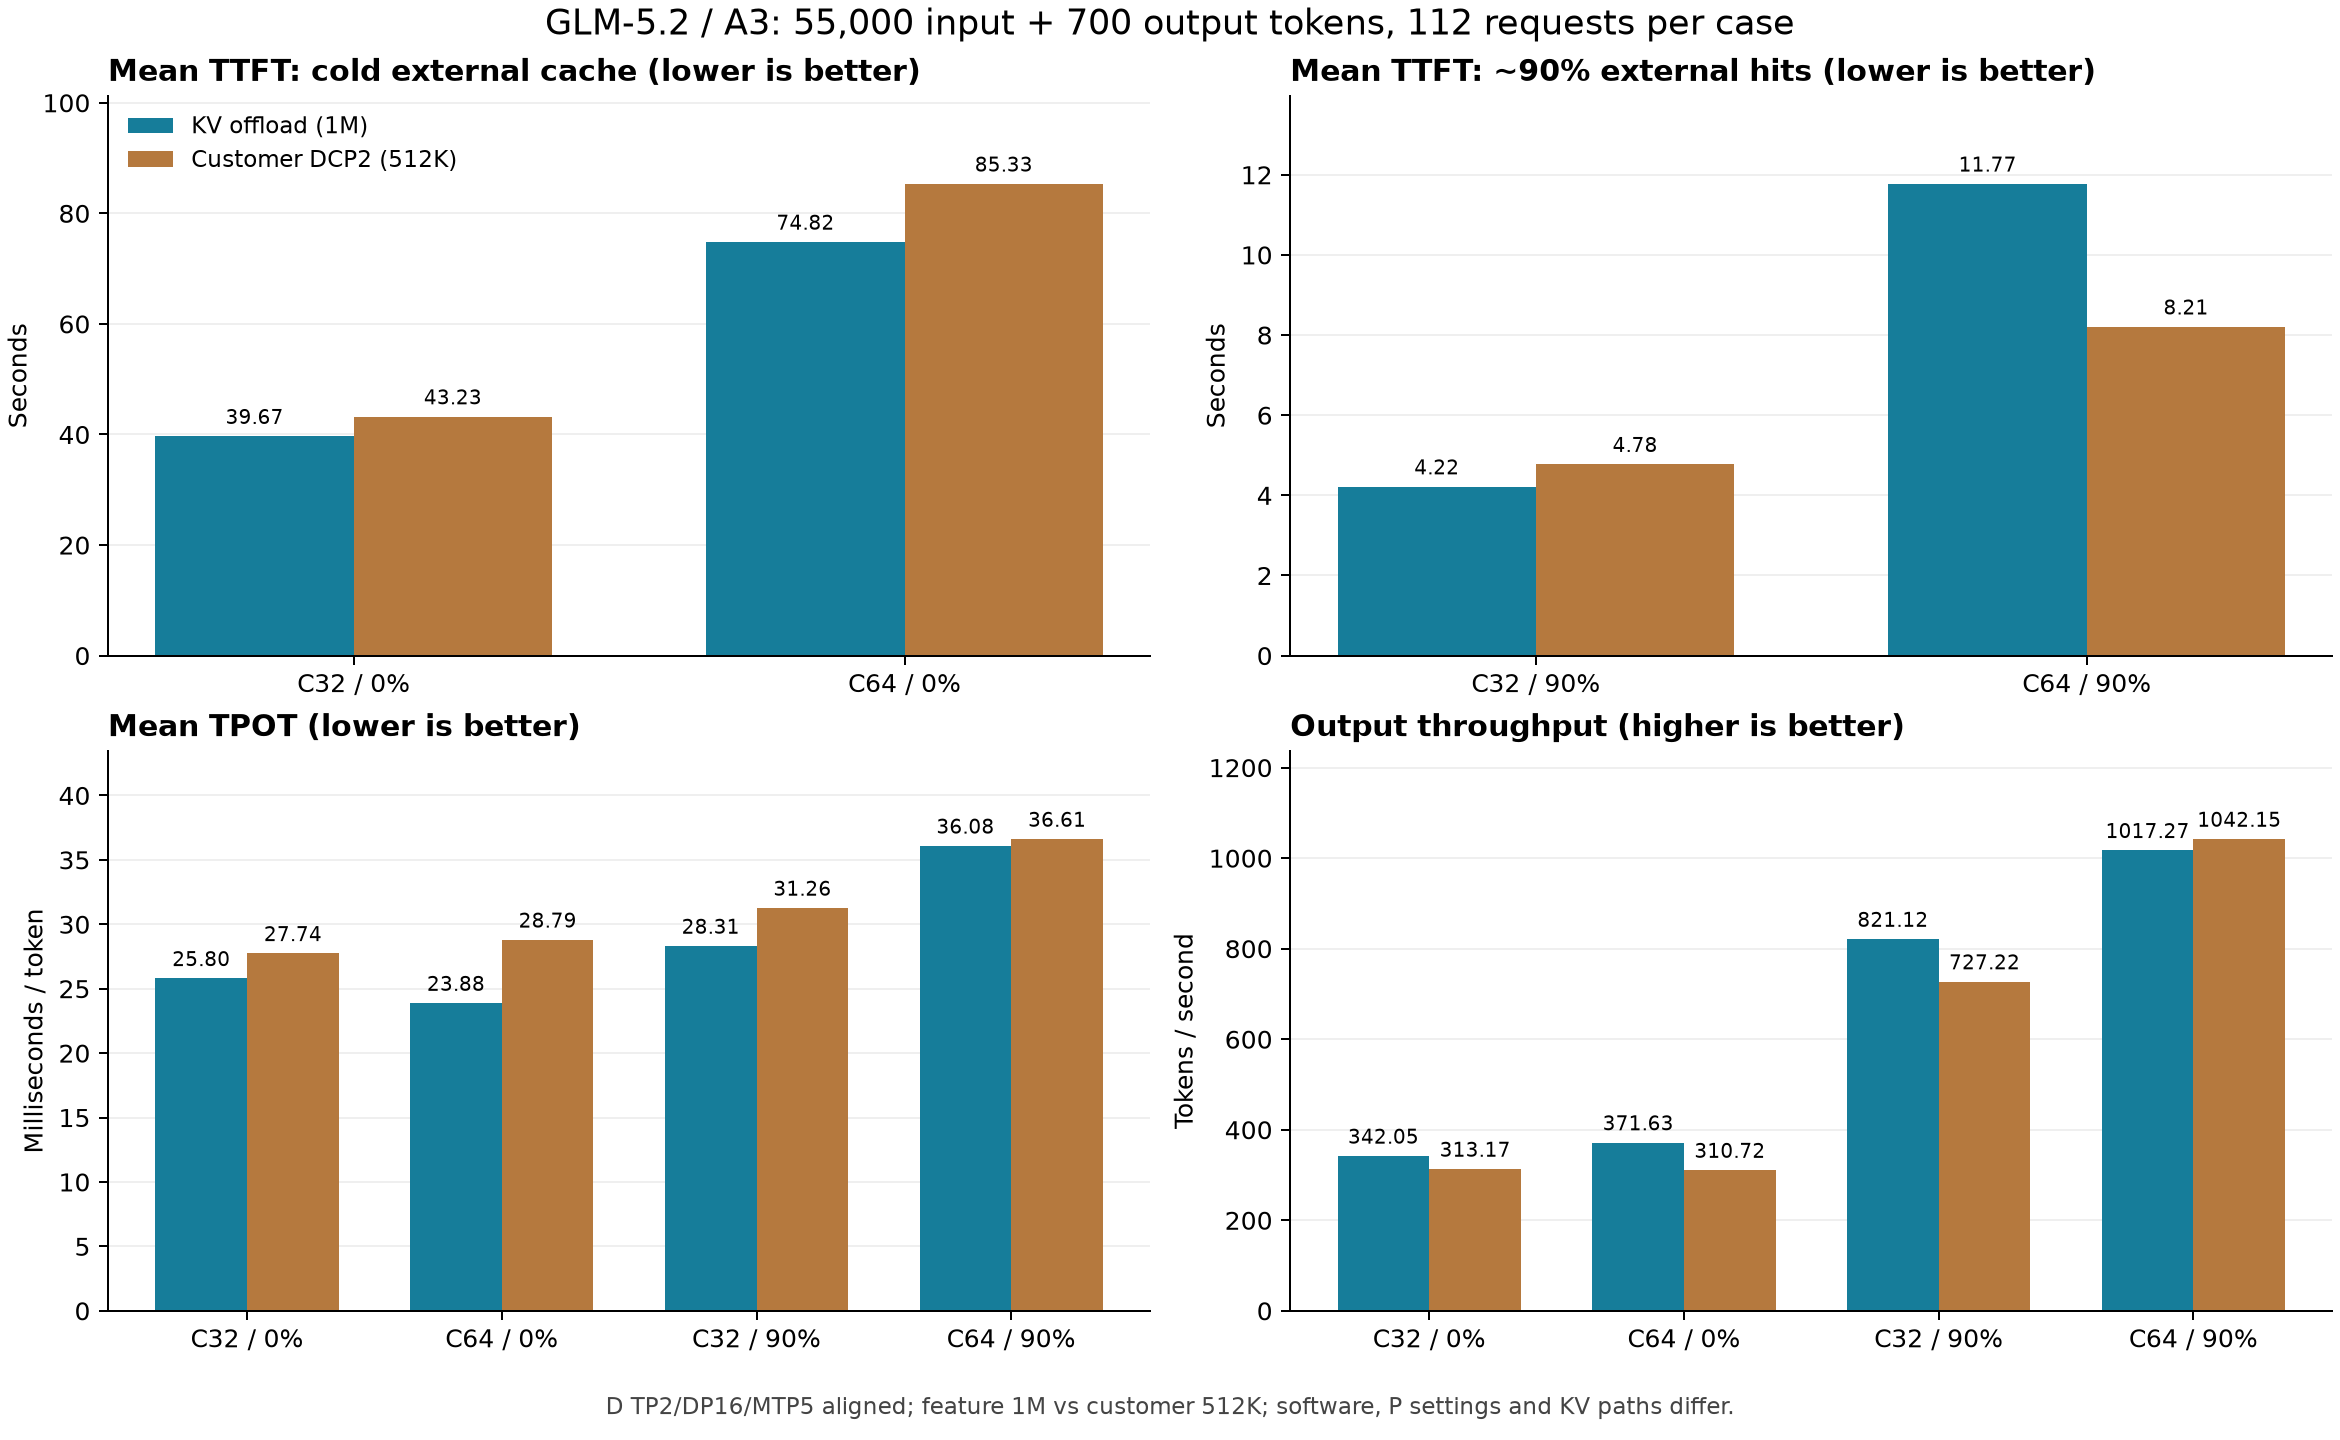 GLM-5.2 / A3: 55,000 input + 700 output tokens, 112 requests per case
Mean TTFT: cold external cache (lower is better)
Seconds
100
80
60
40
20
0
KV offload (1M)
Customer DCP2 (512K)
39.67
43.23
74.82
85.33
C32 / 0%
C64 / 0%
Mean TTFT: ~90% external hits (lower is better)
Seconds
12
10
8
6
4
2
0
4.22
4.78
11.77
8.21
C32 / 90%
C64 / 90%
Mean TPOT (lower is better)
Milliseconds / token
40
35
30
25
20
15
10
5
0
25.80
27.74
23.88
28.79
28.31
31.26
36.08
36.61
C32 / 0%
C64 / 0%
C32 / 90%
C64 / 90%
Output throughput (higher is better)
Tokens / second
1200
1000
800
600
400
200
0
342.05
313.17
371.63
310.72
821.12
727.22
1017.27
1042.15
C32 / 0%
C64 / 0%
C32 / 90%
C64 / 90%
D TP2/DP16/MTP5 aligned; feature 1M vs customer 512K; software, P settings and KV paths differ.